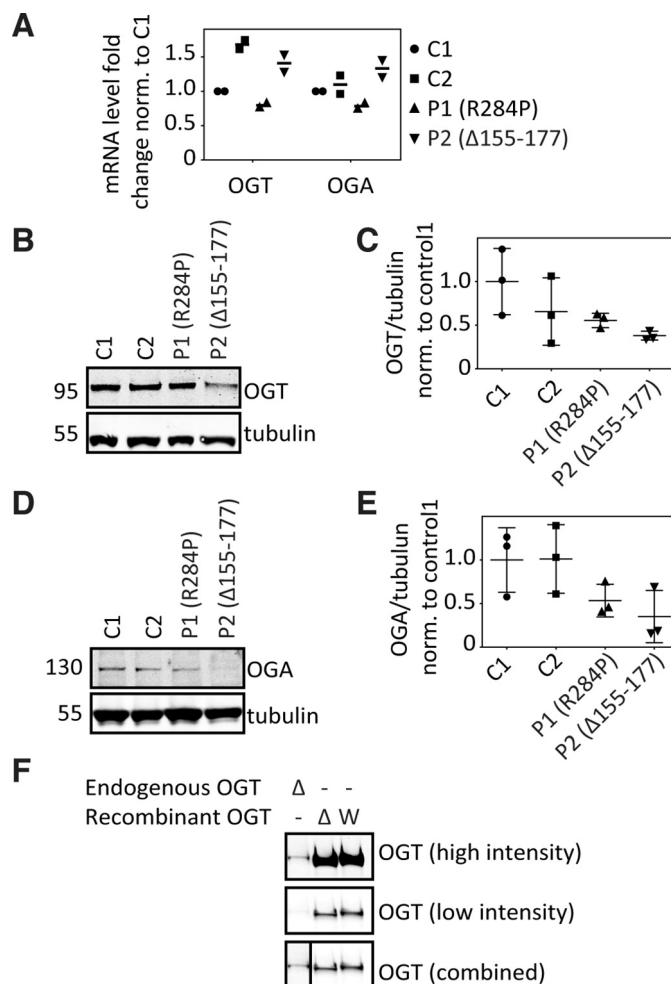 A
mRNA level fold
change norm. to C1
1.5
1.0
0.5
0
OGT
OGA
C1
C2
P1 (R284P)
P2 (Δ155-177)
B
C1
C2
P1 (R284P)
P2 (Δ155-177)
95
OGT
55
tubulin
C
OGT/tubulin
norm. to control1
1.0
0.5
0
C1
C2
P1 (R284P)
P2 (Δ155-177)
D
C1
C2
P1 (R284P)
P2 (Δ155-177)
130
OGA
55
tubulin
E
OGA/tubulun
norm. to control1
1.0
0.5
0
C1
C2
P1 (R284P)
P2 (Δ155-177)
F
Endogenous OGT Δ - -
Recombinant OGT - Δ W
OGT (high intensity)
OGT (low intensity)
OGT (combined)